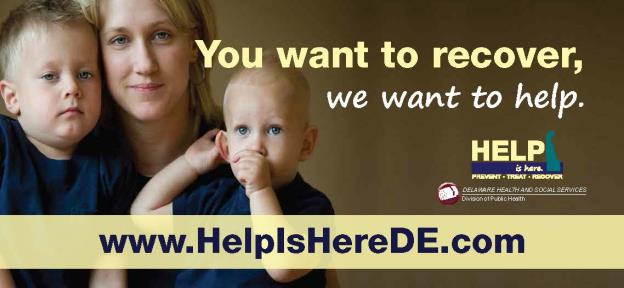 You want to recover,
we want to help.
HELP
is here.
PREVENT • TREAT • RECOVER
DELAWARE HEALTH AND SOCIAL SERVICES
Division of Public Health
www.HelpIsHereDE.com